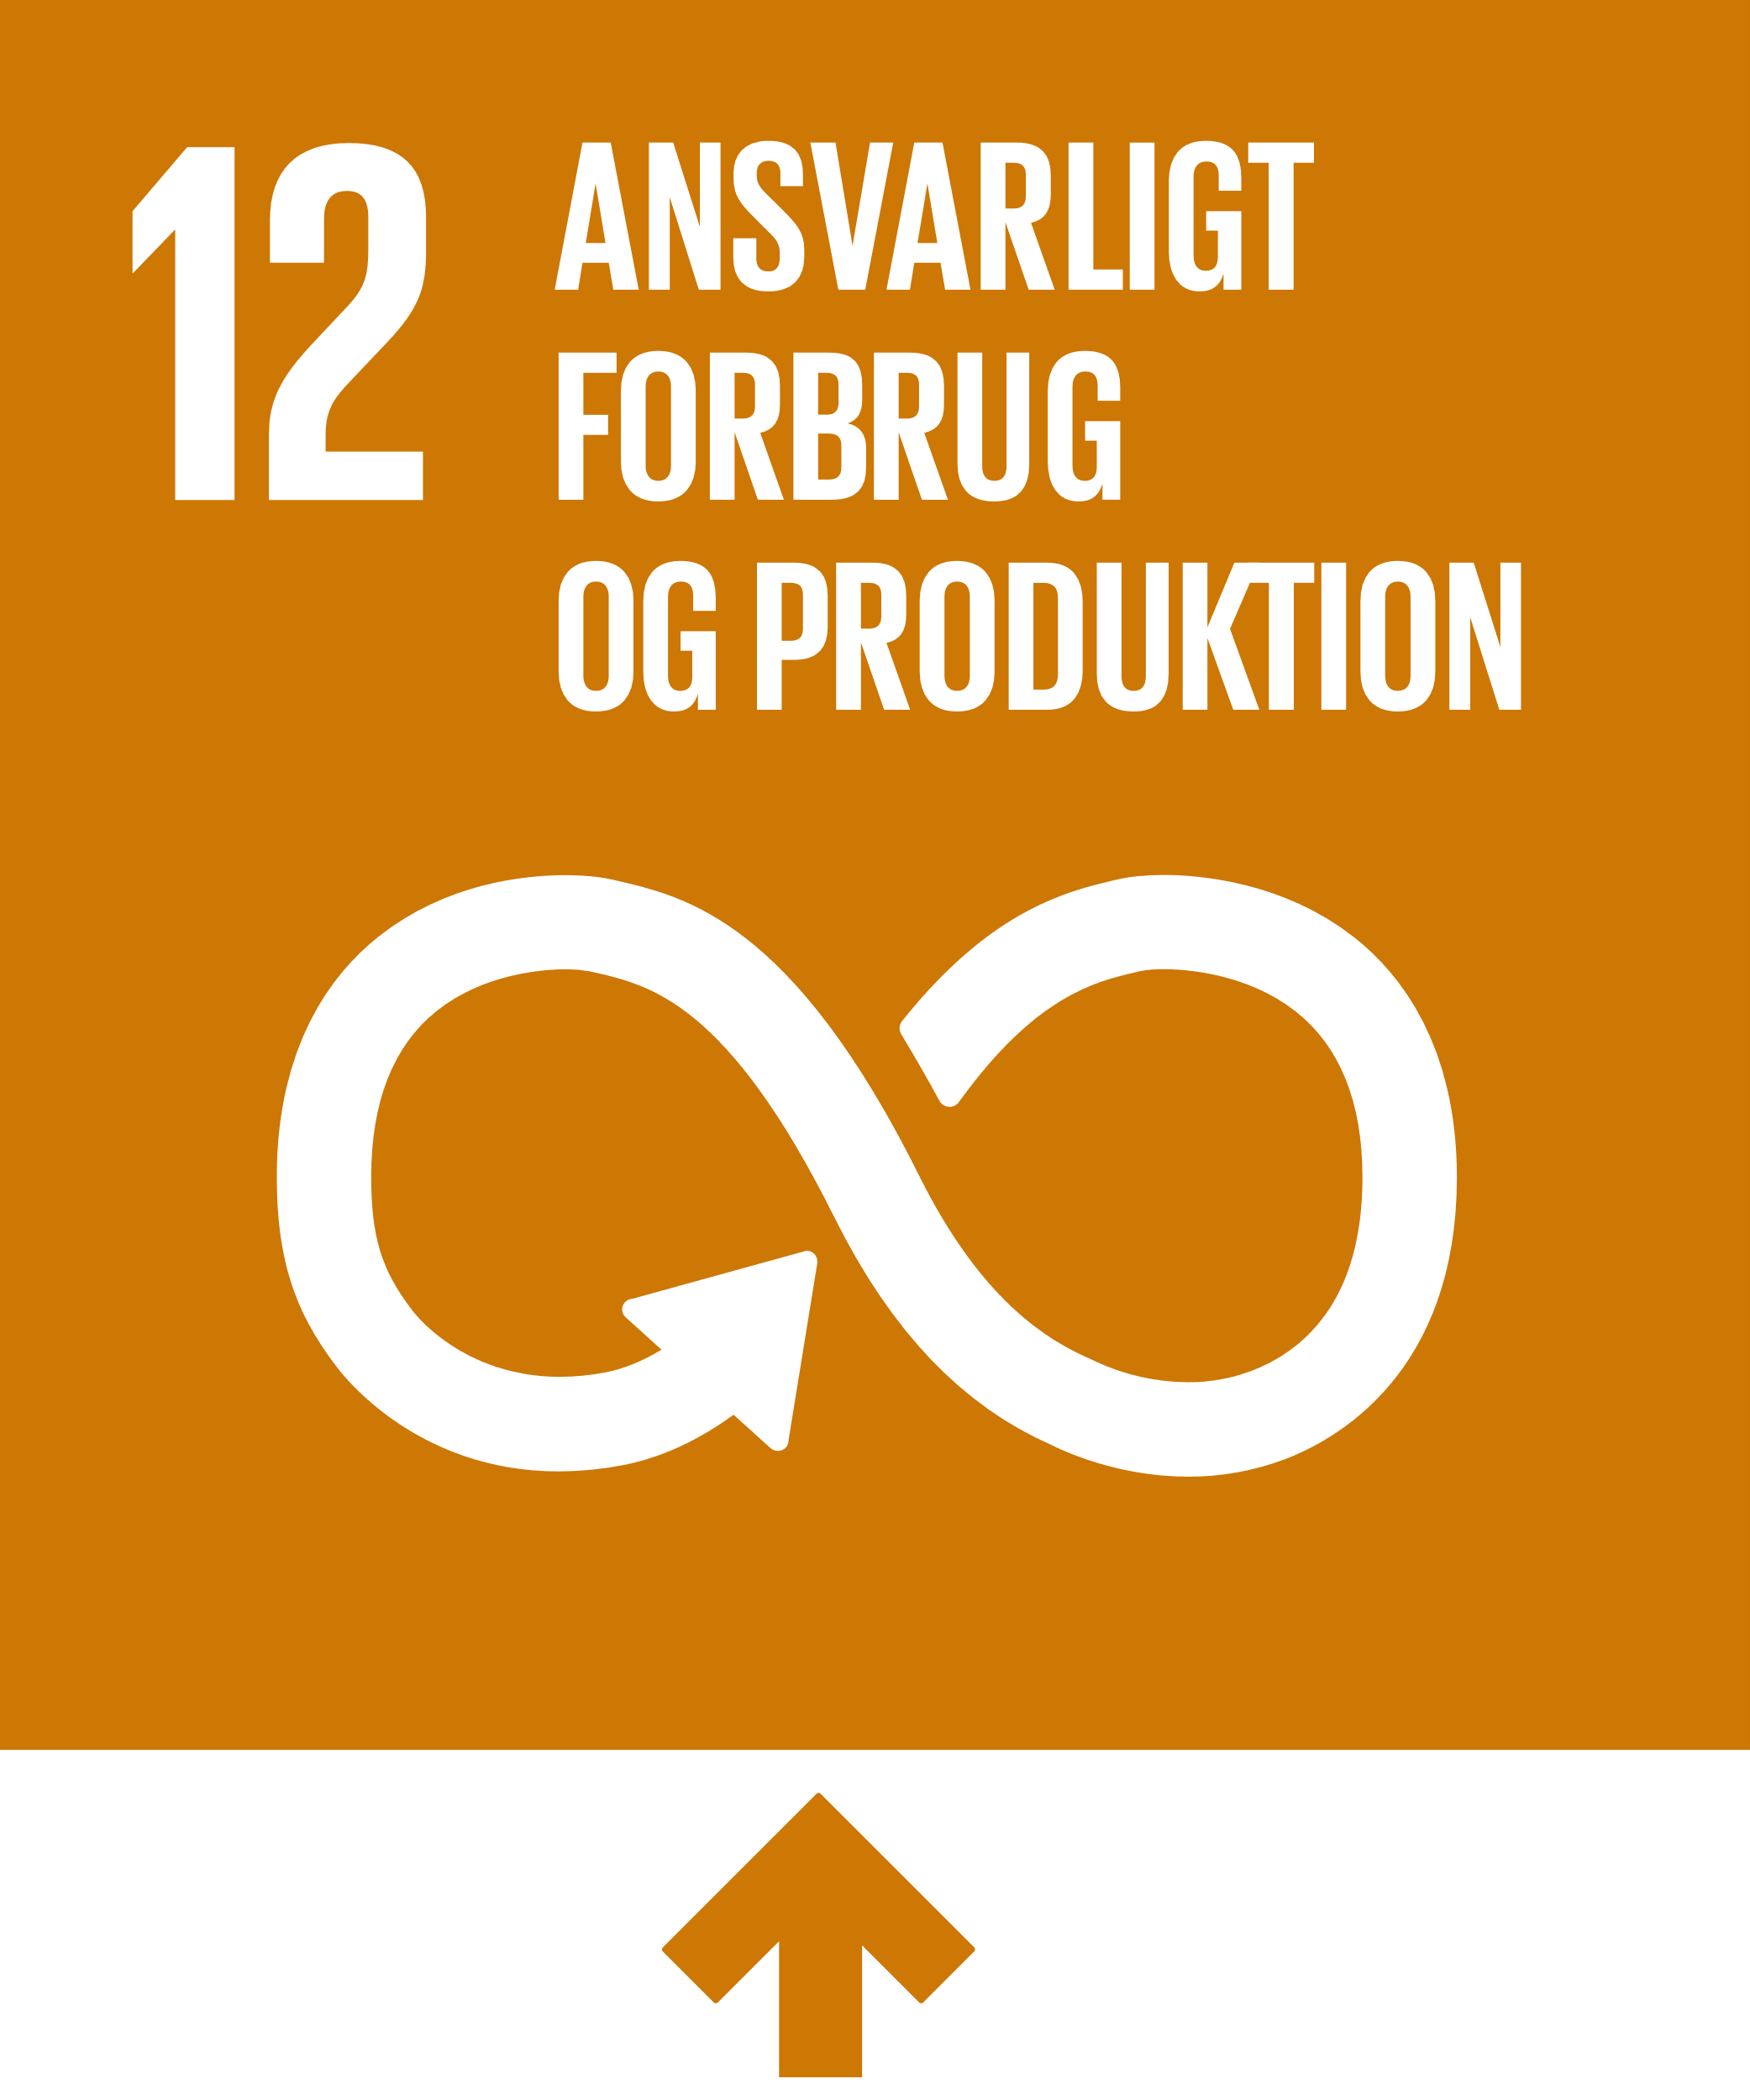 12
ANSVARLIGT
FORBRUG
OG PRODUKTION